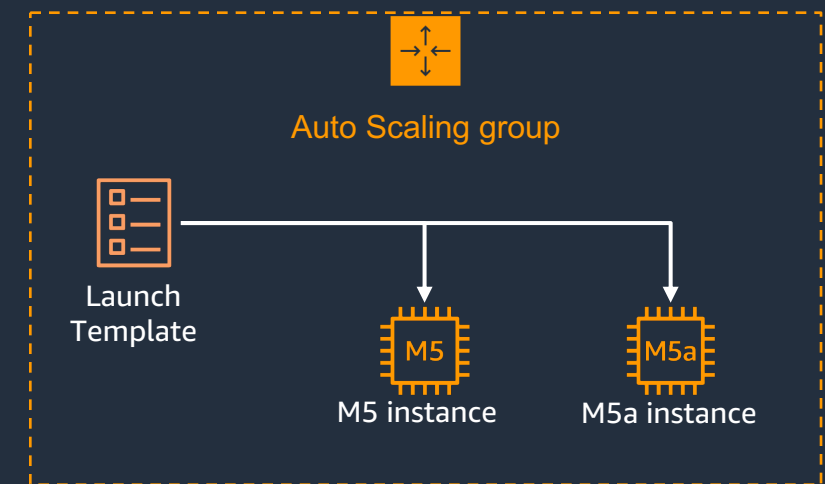 Auto Scaling group
Launch
Template
M5
M5a
M5 instance
M5a instance